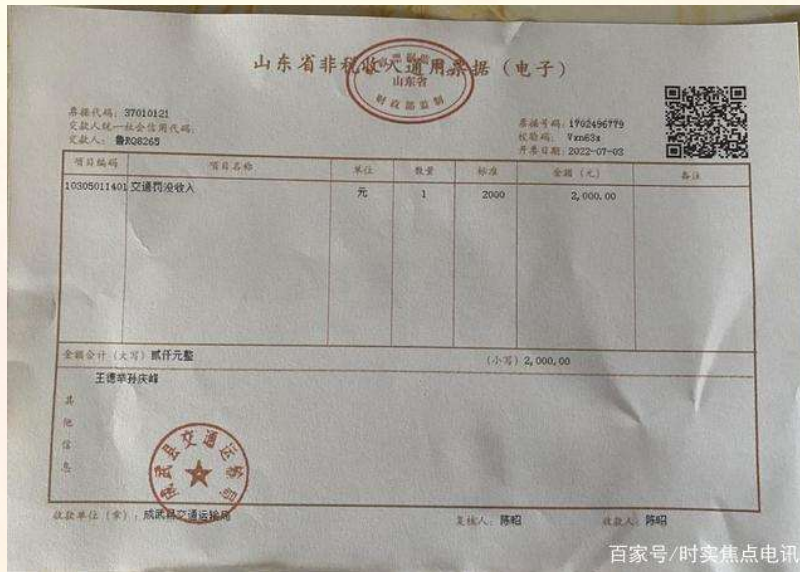 山东省非税收入通用票据（电子）
山东省
财政部监制
票据代码：37010121
交款人统一社会信用代码：
交款人：鲁RQ8265
票据号码：1702496779
校验码：Vxn63x
开票日期：2022-07-03
项目编码 项目名称 单位 数量 标准 金额（元） 备注
10305011401 交通罚没收入 元 1 2000 2,000.00
金额合计（大写）贰仟元整 （小写）2,000.00
王德举孙庆峰
其他信息
成武县交通运输局
收款单位（章）：成武县交通运输局 复核人：陈昭 收款人：陈昭
百家号/时实焦点电讯